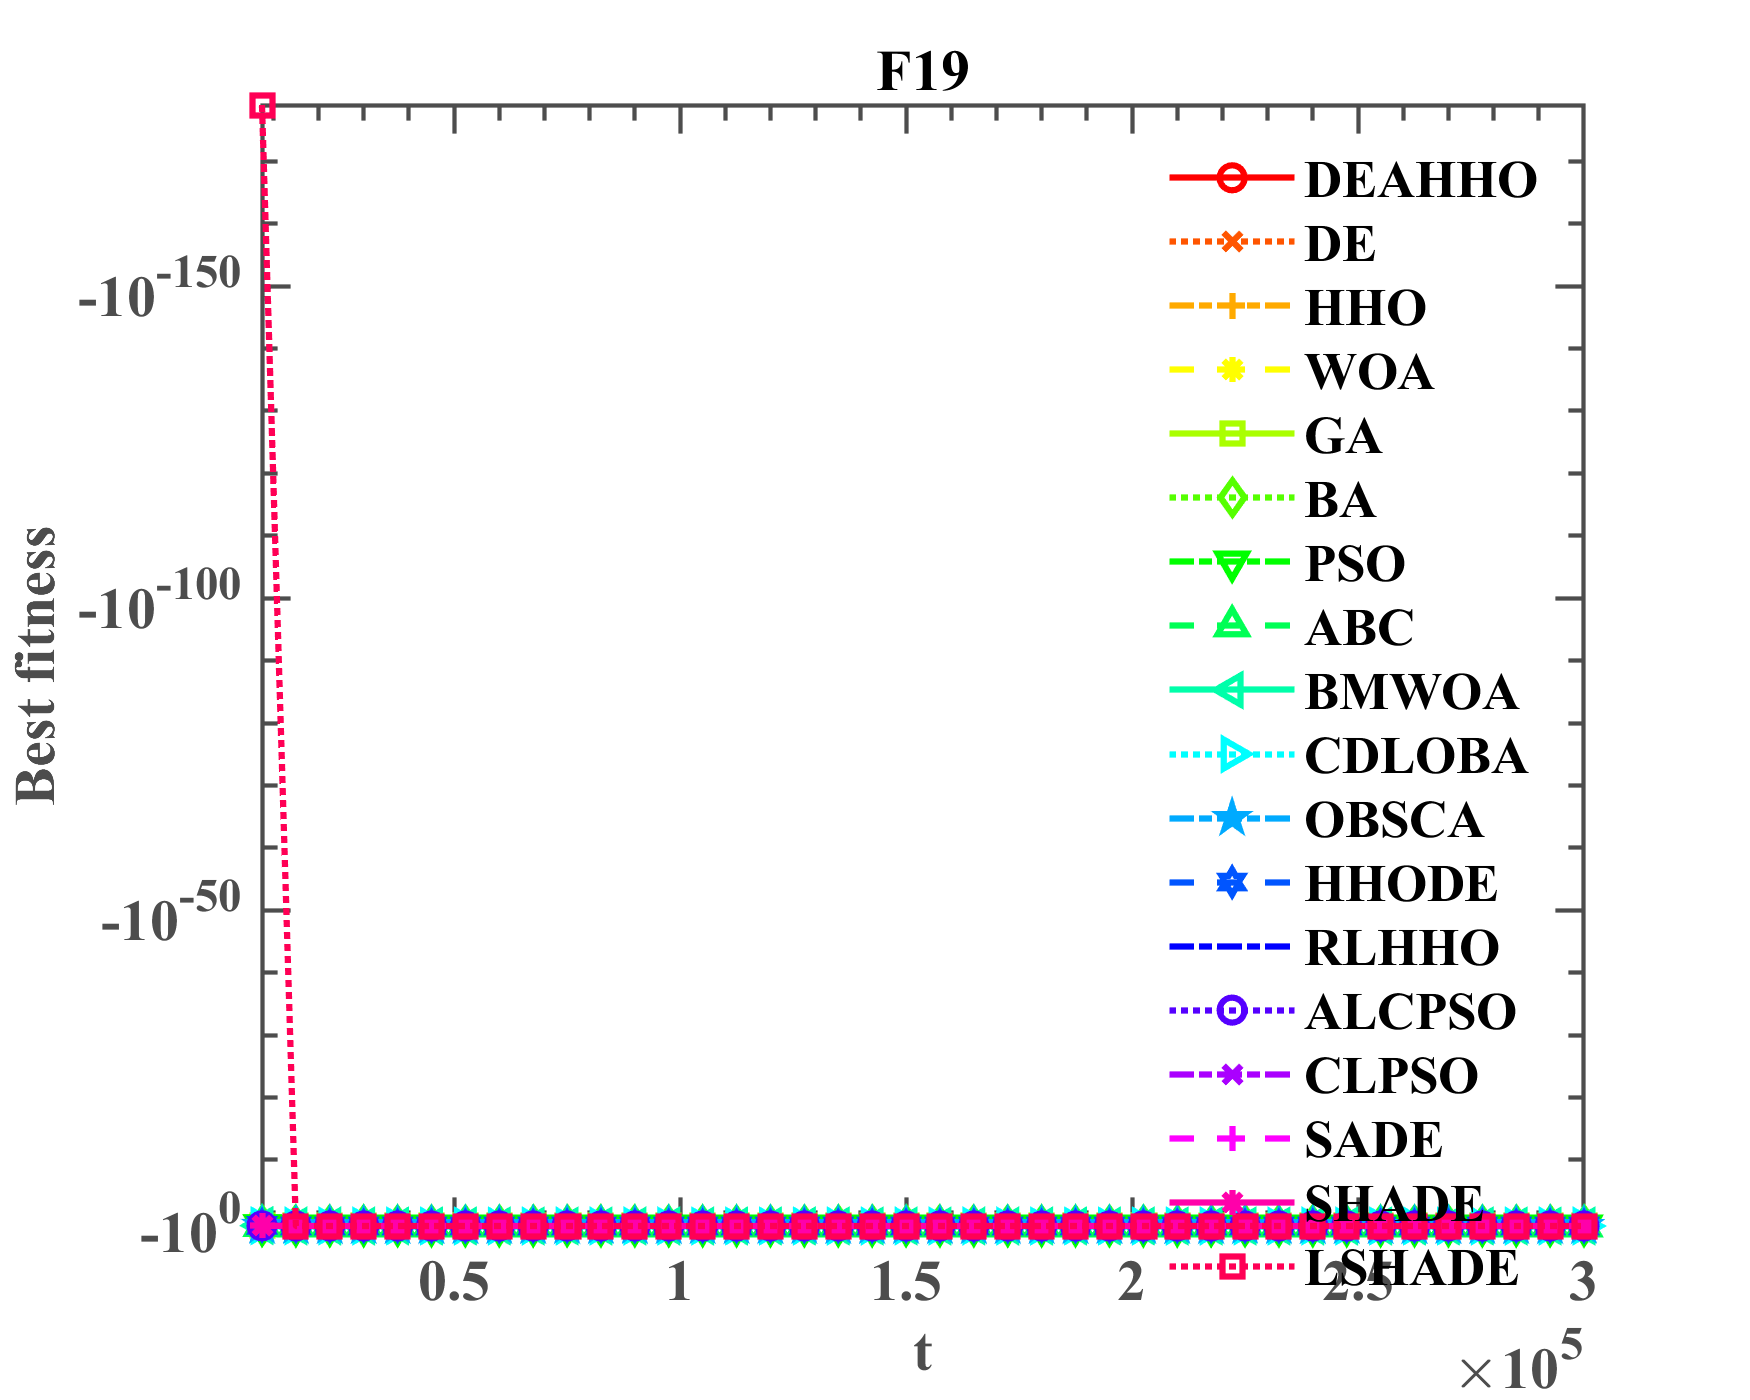 F19
-10^-150
-10^-100
-10^-50
-10^0
Best fitness
DEAHHO
DE
HHO
WOA
GA
BA
PSO
ABC
BMWOA
CDLOBA
OBSCA
HHODE
RLHHO
ALCPSO
CLPSO
SADE
SHADE
LSHADE
0.5 1 1.5 2 2.5 3
t
×10^5